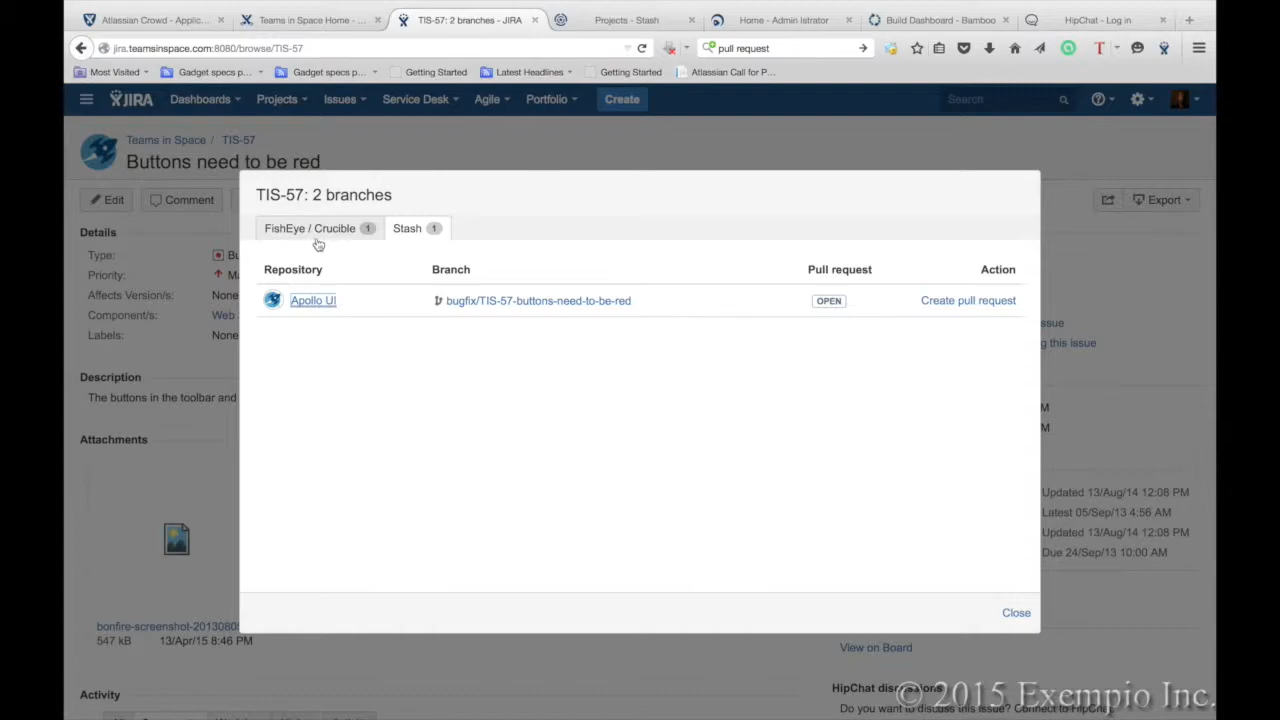 Atlassian Crowd - Applic...
Teams in Space Home - ...
TIS-57: 2 branches - JIRA
Projects - Stash
Home - Admin Istrator
Build Dashboard - Bamboo
HipChat - Log in
jira.teamsinspace.com:8080/browse/TIS-57
pull request
Most Visited
Gadget specs p...
Gadget specs p...
Getting Started
Latest Headlines
Getting Started
Atlassian Call for P...
JIRA
Dashboards
Projects
Issues
Service Desk
Agile
Portfolio
Create
Search
Teams in Space / TIS-57
Buttons need to be red
Edit
Comment
Export
TIS-57: 2 branches
FishEye / Crucible 1
Stash 1
Repository Branch Pull request Action
Apollo UI bugfix/TIS-57-buttons-need-to-be-red OPEN Create pull request
Close
Details
Type: Bu
Priority: Ma
Affects Version/s: None
Component/s: Web
Labels: None
Description
The buttons in the toolbar and
Attachments
bonfire-screenshot-20130805
547 kB 13/Apr/15 8:46 PM
Activity
ssue
g this issue
M
M
Updated 13/Aug/14 12:08 PM
Latest 05/Sep/13 4:56 AM
Updated 13/Aug/14 12:08 PM
Due 24/Sep/13 10:00 AM
View on Board
HipChat discussions
Do you want to discuss this issue? Connect to HipChat.
© 2015 Exempio Inc.